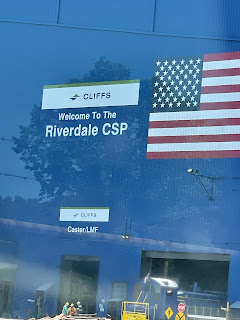 CLIFFS
Welcome To The
Riverdale CSP
CLIFFS
Caster/LMF